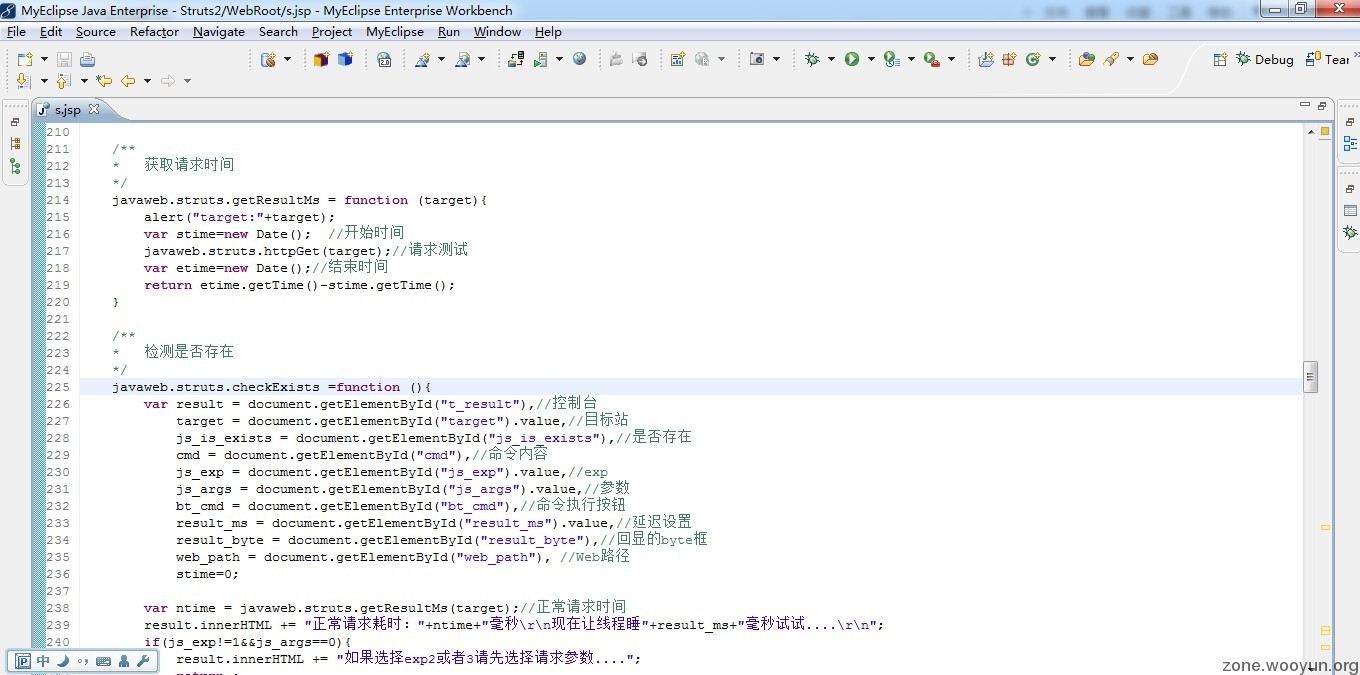 MyEclipse Java Enterprise - Struts2/WebRoot/s.jsp - MyEclipse Enterprise Workbench
File Edit Source Refactor Navigate Search Project MyEclipse Run Window Help
Debug Tear
s.jsp
210
211 /**
212 * 获取请求时间
213 */
214 javaweb.struts.getResultMs = function (target){
215 alert("target:"+target);
216 var stime=new Date(); //开始时间
217 javaweb.struts.httpGet(target);//请求测试
218 var etime=new Date();//结束时间
219 return etime.getTime()-stime.getTime();
220 }
221
222 /**
223 * 检测是否存在
224 */
225 javaweb.struts.checkExists =function (){
226 var result = document.getElementById("t_result"),//控制台
227 target = document.getElementById("target").value,//目标站
228 js_is_exists = document.getElementById("js_is_exists"),//是否存在
229 cmd = document.getElementById("cmd"),//命令内容
230 js_exp = document.getElementById("js_exp").value,//exp
231 js_args = document.getElementById("js_args").value,//参数
232 bt_cmd = document.getElementById("bt_cmd"),//命令执行按钮
233 result_ms = document.getElementById("result_ms").value,//延迟设置
234 result_byte = document.getElementById("result_byte"),//回显的byte框
235 web_path = document.getElementById("web_path"), //Web路径
236 stime=0;
237
238 var ntime = javaweb.struts.getResultMs(target);//正常请求时间
239 result.innerHTML += "正常请求耗时："+ntime+"毫秒\r\n现在让线程睡"+result_ms+"毫秒试试....\r\n";
240 if(js_exp!=1&&js_args==0){
result.innerHTML += "如果选择exp2或者3请先选择请求参数....";
中
zone.wooyun.org